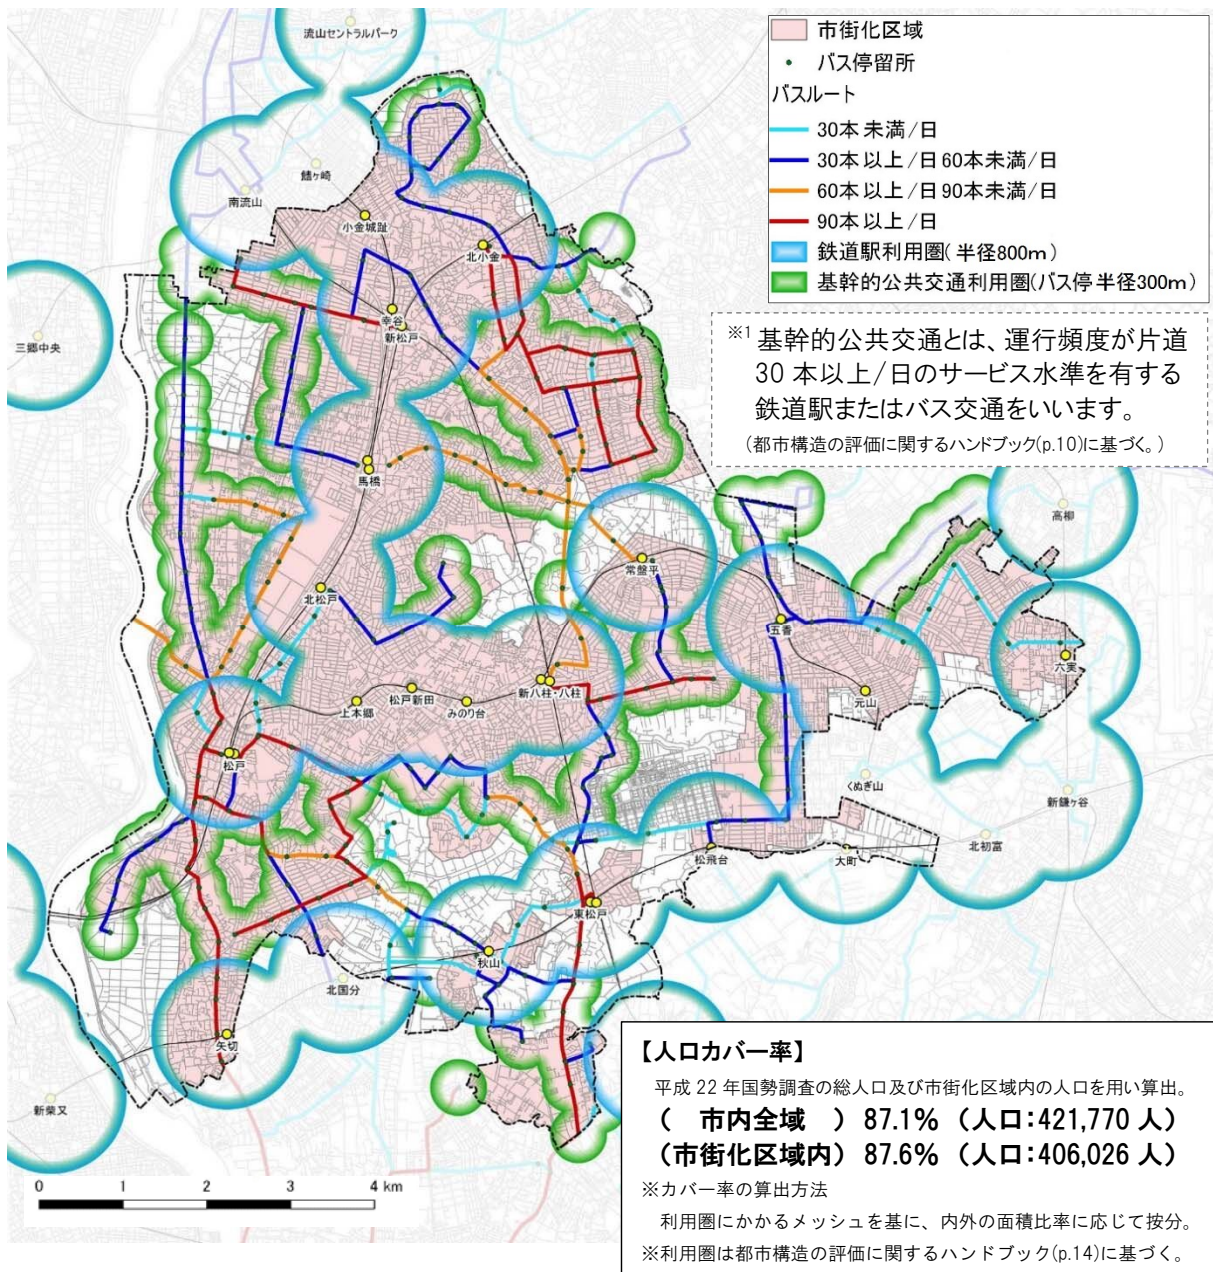 市街化区域
バス停留所
バスルート
30本未満/日
30本以上/日60本未満/日
60本以上/日90本未満/日
90本以上/日
鉄道駅利用圏(半径800m)
基幹的公共交通利用圏(バス停半径300m)
※1 基幹的公共交通とは、運行頻度が片道
30 本以上/日のサービス水準を有する
鉄道駅またはバス交通をいいます。
(都市構造の評価に関するハンドブック(p.10)に基づく。)
流山セントラルパーク
鰭ヶ崎
南流山
小金城趾
北小金
幸谷
新松戸
三郷中央
馬橋
高柳
常盤平
北松戸
五香
六実
新八柱・八柱
元山
松戸新田
上本郷
みのり台
松戸
くぬぎ山
新鎌ヶ谷
北初富
松飛台
大町
東松戸
秋山
北国分
矢切
新柴又
0 1 2 3 4 km
【人口カバー率】
平成 22 年国勢調査の総人口及び市街化区域内の人口を用い算出。
( 市内全域 ) 87.1% (人口:421,770 人)
(市街化区域内) 87.6% (人口:406,026 人)
※カバー率の算出方法
利用圏にかかるメッシュを基に、内外の面積比率に応じて按分。
※利用圏は都市構造の評価に関するハンドブック(p.14)に基づく。